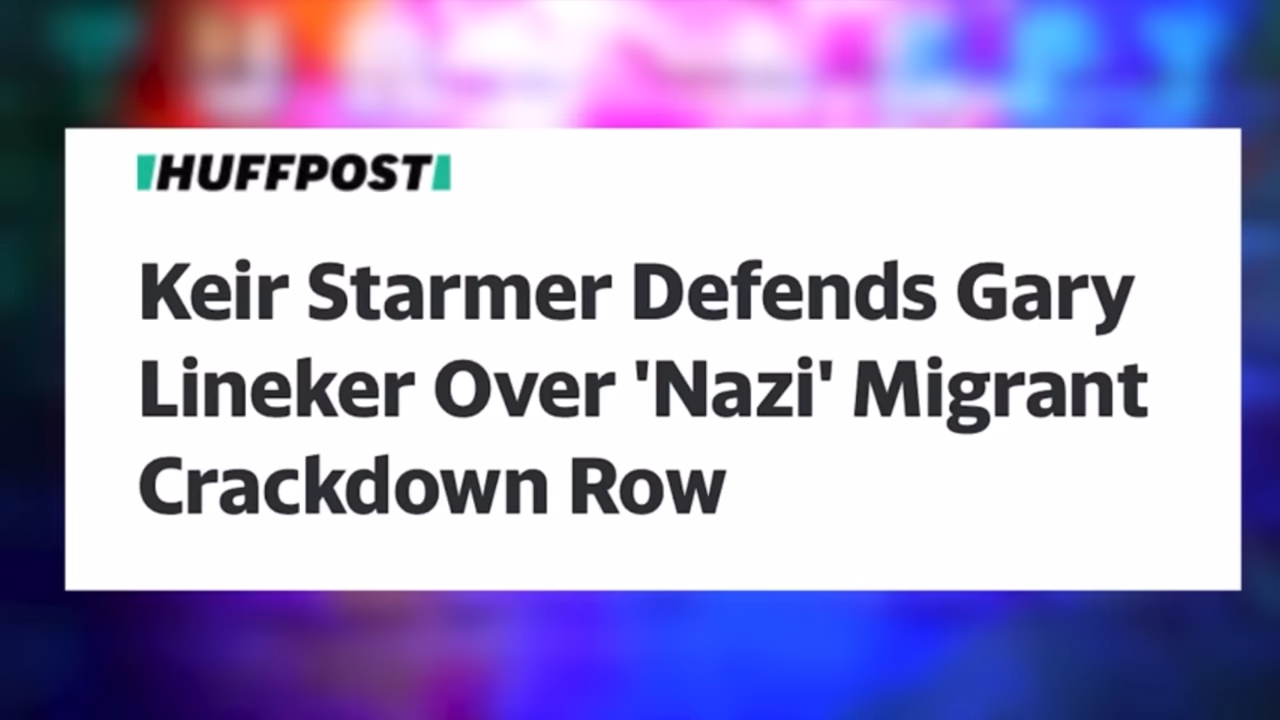 HUFFPOST
Keir Starmer Defends Gary
Lineker Over 'Nazi' Migrant
Crackdown Row